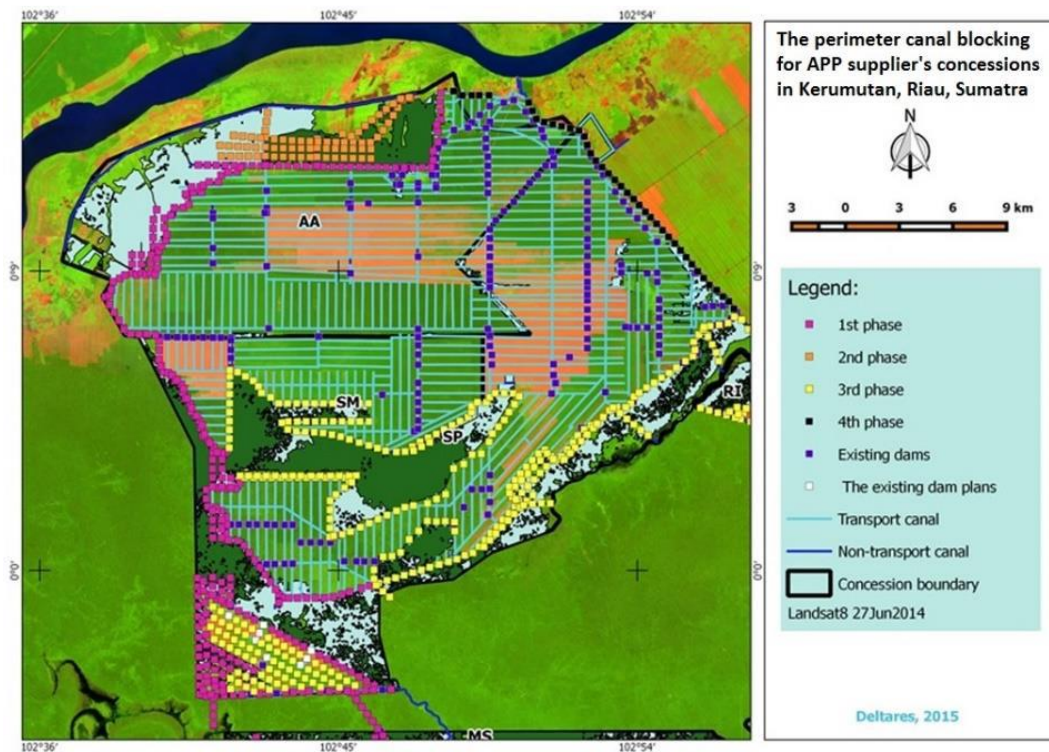 102°36'
102°45'
102°54'
The perimeter canal blocking
for APP supplier's concessions
in Kerumutan, Riau, Sumatra
N
3 0 3 6 9 km
AA
0°9'
0°9'
Legend:
1st phase
2nd phase
3rd phase
4th phase
Existing dams
The existing dam plans
Transport canal
Non-transport canal
Concession boundary
Landsat8 27Jun2014
SM
RI
SP
0°0'
0°0'
Deltares, 2015
MS
102°36'
102°45'
102°54'